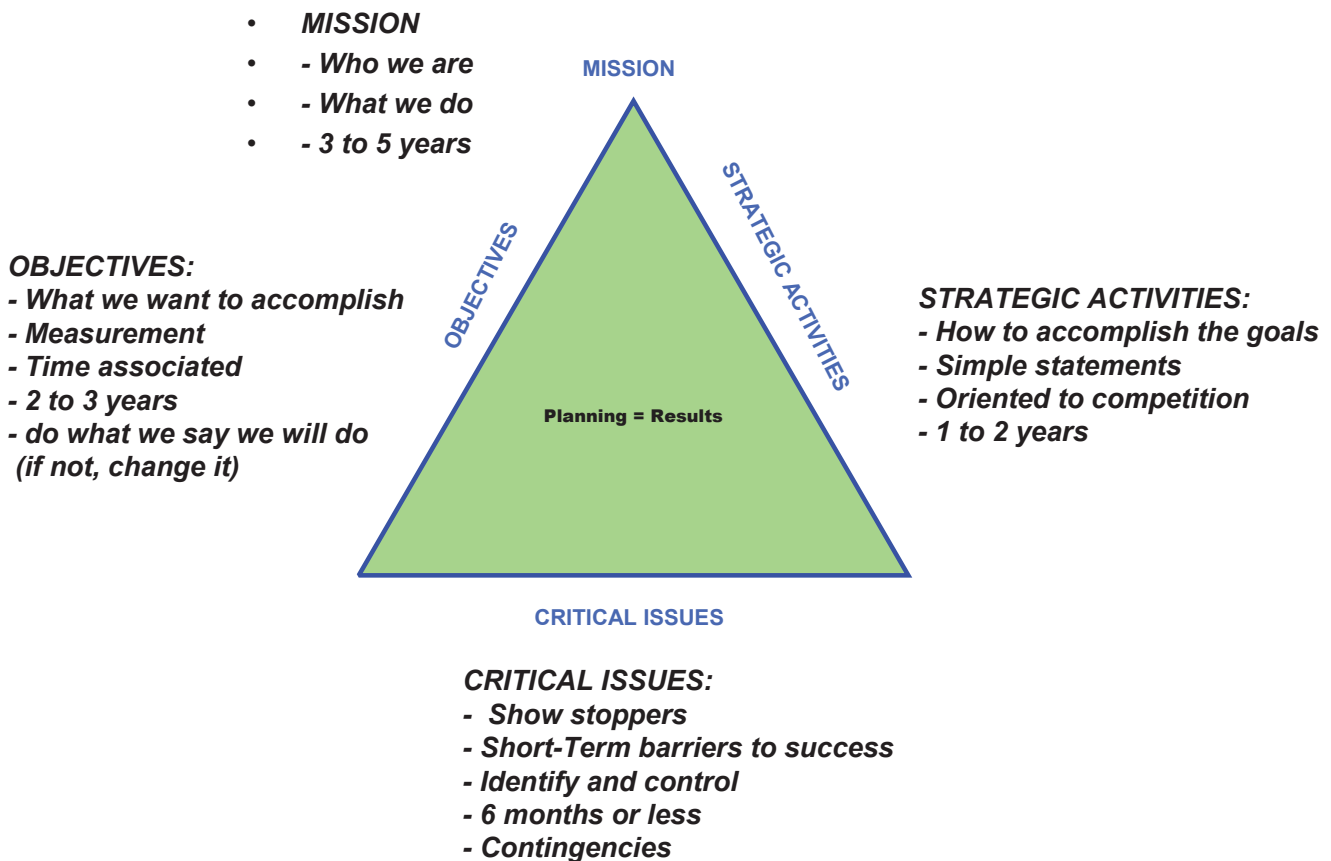 • MISSION
• - Who we are
• - What we do
• - 3 to 5 years
MISSION
OBJECTIVES
STRATEGIC ACTIVITIES
OBJECTIVES:
- What we want to accomplish
- Measurement
- Time associated
- 2 to 3 years
- do what we say we will do
(if not, change it)
STRATEGIC ACTIVITIES:
- How to accomplish the goals
- Simple statements
- Oriented to competition
- 1 to 2 years
Planning = Results
CRITICAL ISSUES
CRITICAL ISSUES:
- Show stoppers
- Short-Term barriers to success
- Identify and control
- 6 months or less
- Contingencies